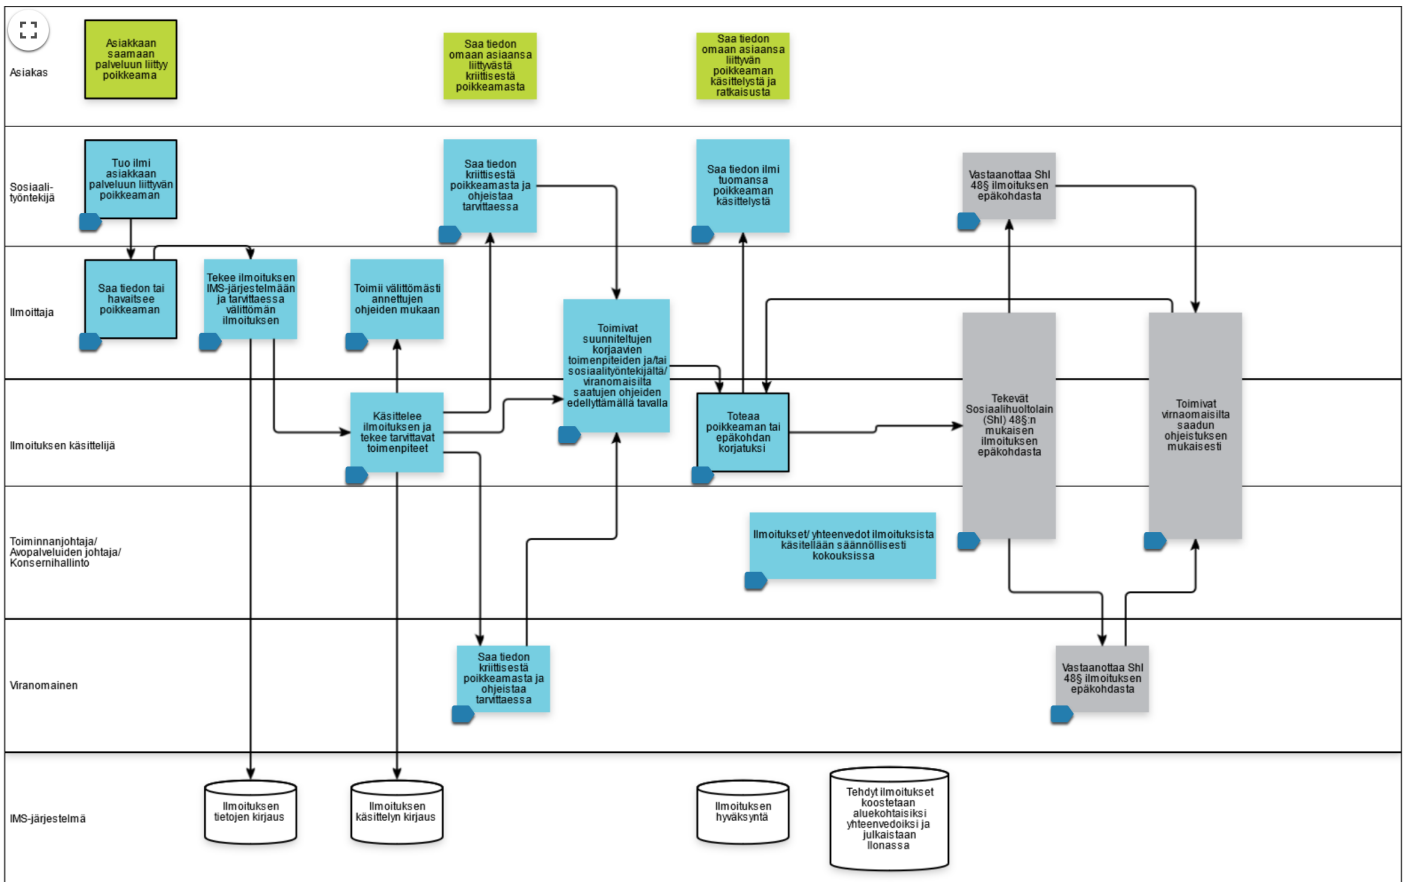 Asiakas
Asiakkaan
saamaan
palveluun liittyy
poikkeama
Saa tiedon
omaan asiaansa
liittyvästä
kriittisestä
poikkeamasta
Saa tiedon
omaan asiaansa
liittyvän
poikkeaman
käsittelystä ja
ratkaisusta
Sosiaali-
työntekijä
Tuo ilmi
asiakkaan
palveluun liittyvän
poikkeaman
Saa tiedon
kriittisestä
poikkeamasta ja
ohjeistaa
tarvittaessa
Saa tiedon ilmi
tuomansa
poikkeaman
käsittelystä
Vastaanottaa Shl
48§ ilmoituksen
epäkohdasta
Ilmoittaja
Saa tiedon tai
havaitsee
poikkeaman
Tekee ilmoituksen
IMS-järjestelmään
ja tarvittaessa
välittömän
ilmoituksen
Toimii välittömästi
annettujen
ohjeiden mukaan
Toimivat
suunniteltujen
korjaavien
toimenpiteiden ja/tai
sosiaalityöntekijältä/
viranomaisilta
saatujen ohjeiden
edellyttämällä tavalla
Ilmoituksen käsittelijä
Käsittelee
ilmoituksen ja
tekee tarvittavat
toimenpiteet
Toteaa
poikkeaman tai
epäkohdan
korjatuksi
Tekevät
Sosiaalihuoltolain
(Shl) 48§:n
mukaisen
ilmoituksen
epäkohdasta
Toimivat
virnaomaisilta
saadun
ohjeistuksen
mukaisesti
Toiminnanjohtaja/
Avopalveluiden johtaja/
Konsernihallinto
Ilmoitukset/ yhteenvedot ilmoituksista
käsitellään säännöllisesti
kokouksissa
Viranomainen
Saa tiedon
kriittisestä
poikkeamasta ja
ohjeistaa
tarvittaessa
Vastaanottaa Shl
48§ ilmoituksen
epäkohdasta
IMS-järjestelmä
Ilmoituksen
tietojen kirjaus
Ilmoituksen
käsittelyn kirjaus
Ilmoituksen
hyväksyntä
Tehdyt ilmoitukset
koostetaan
aluekohtaisiksi
yhteenvedoiksi ja
julkaistaan
Ilonassa